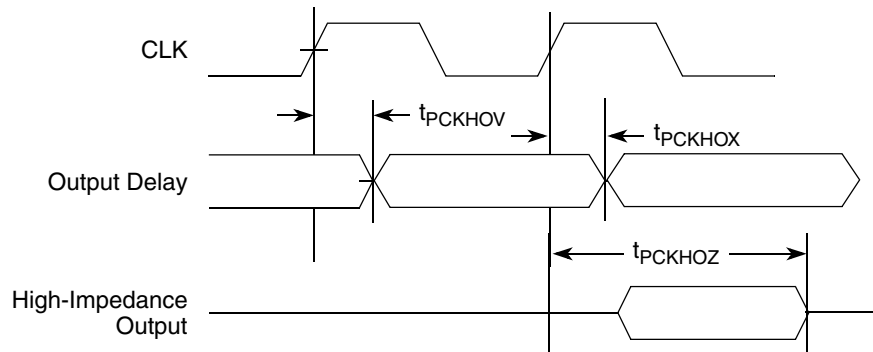 CLK
tPCKHOV
tPCKHOX
Output Delay
tPCKHOZ
High-Impedance
Output